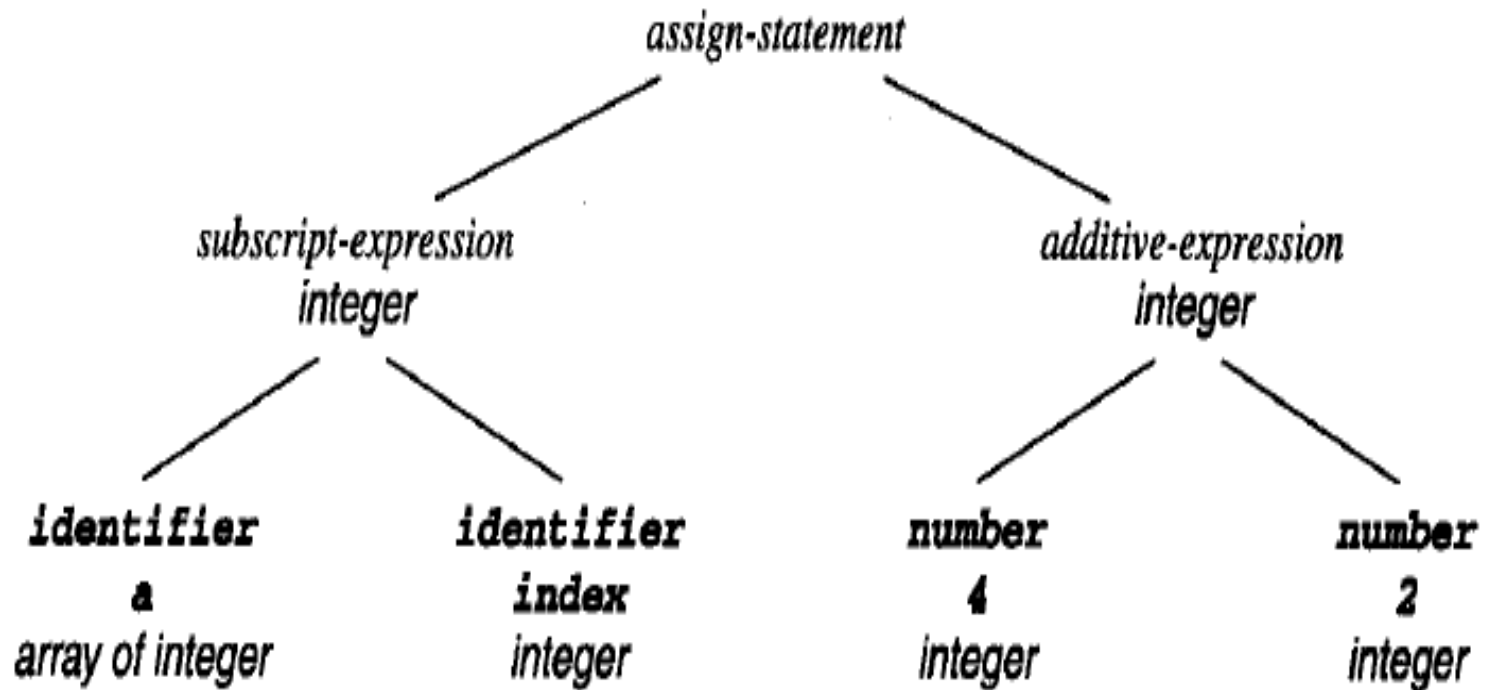 assign-statement
subscript-expression
integer
additive-expression
integer
identifier
a
array of integer
identifier
index
integer
number
4
integer
number
2
integer